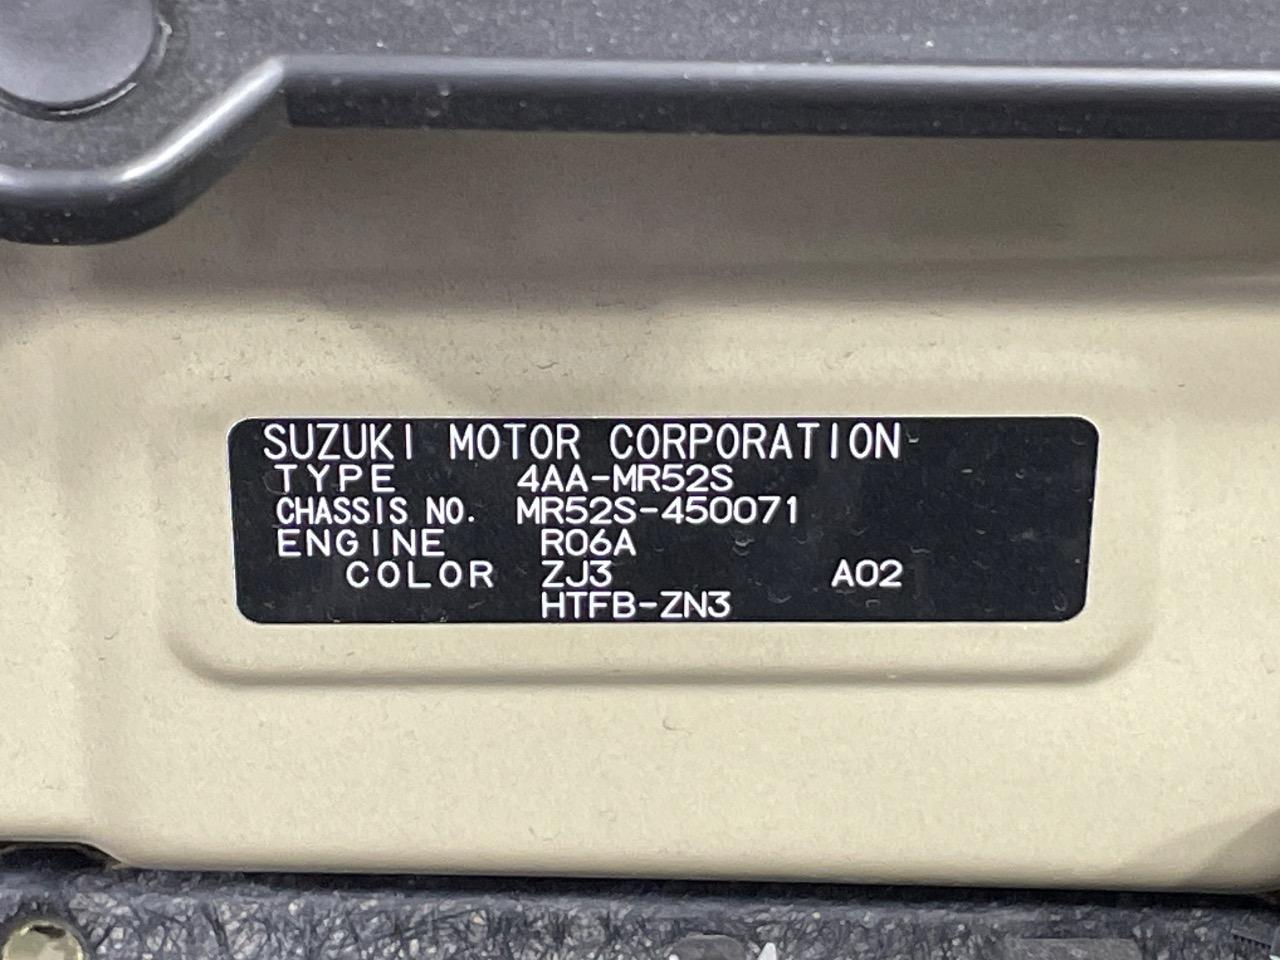 SUZUKI MOTOR CORPORATION
TYPE 4AA-MR52S
CHASSIS NO. MR52S-450071
ENGINE R06A
COLOR ZJ3 A02
HTFB-ZN3